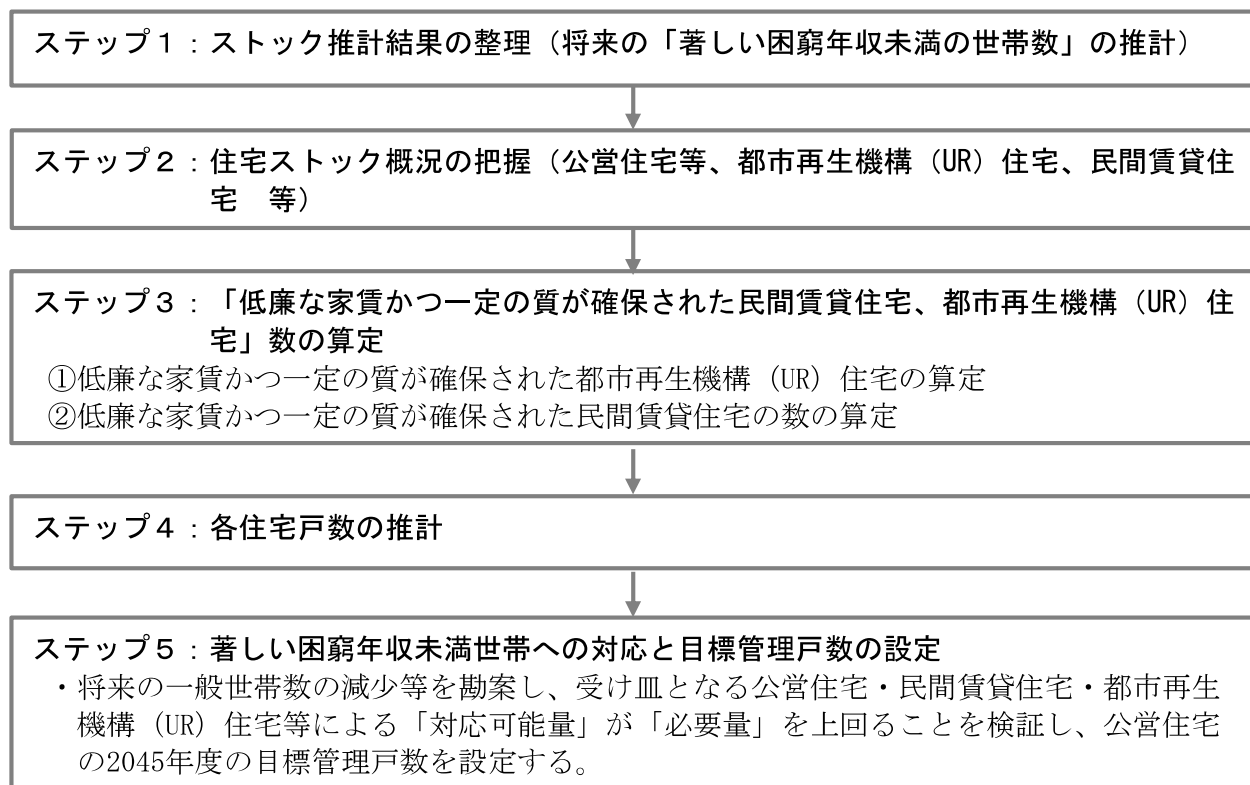 ステップ１：ストック推計結果の整理（将来の「著しい困窮年収未満の世帯数」の推計）
ステップ２：住宅ストック概況の把握（公営住宅等、都市再生機構（UR）住宅、民間賃貸住
宅　等）
ステップ３：「低廉な家賃かつ一定の質が確保された民間賃貸住宅、都市再生機構（UR）住
宅」数の算定
①低廉な家賃かつ一定の質が確保された都市再生機構（UR）住宅の算定
②低廉な家賃かつ一定の質が確保された民間賃貸住宅の数の算定
ステップ４：各住宅戸数の推計
ステップ５：著しい困窮年収未満世帯への対応と目標管理戸数の設定
・将来の一般世帯数の減少等を勘案し、受け皿となる公営住宅・民間賃貸住宅・都市再生
機構（UR）住宅等による「対応可能量」が「必要量」を上回ることを検証し、公営住宅
の2045年度の目標管理戸数を設定する。